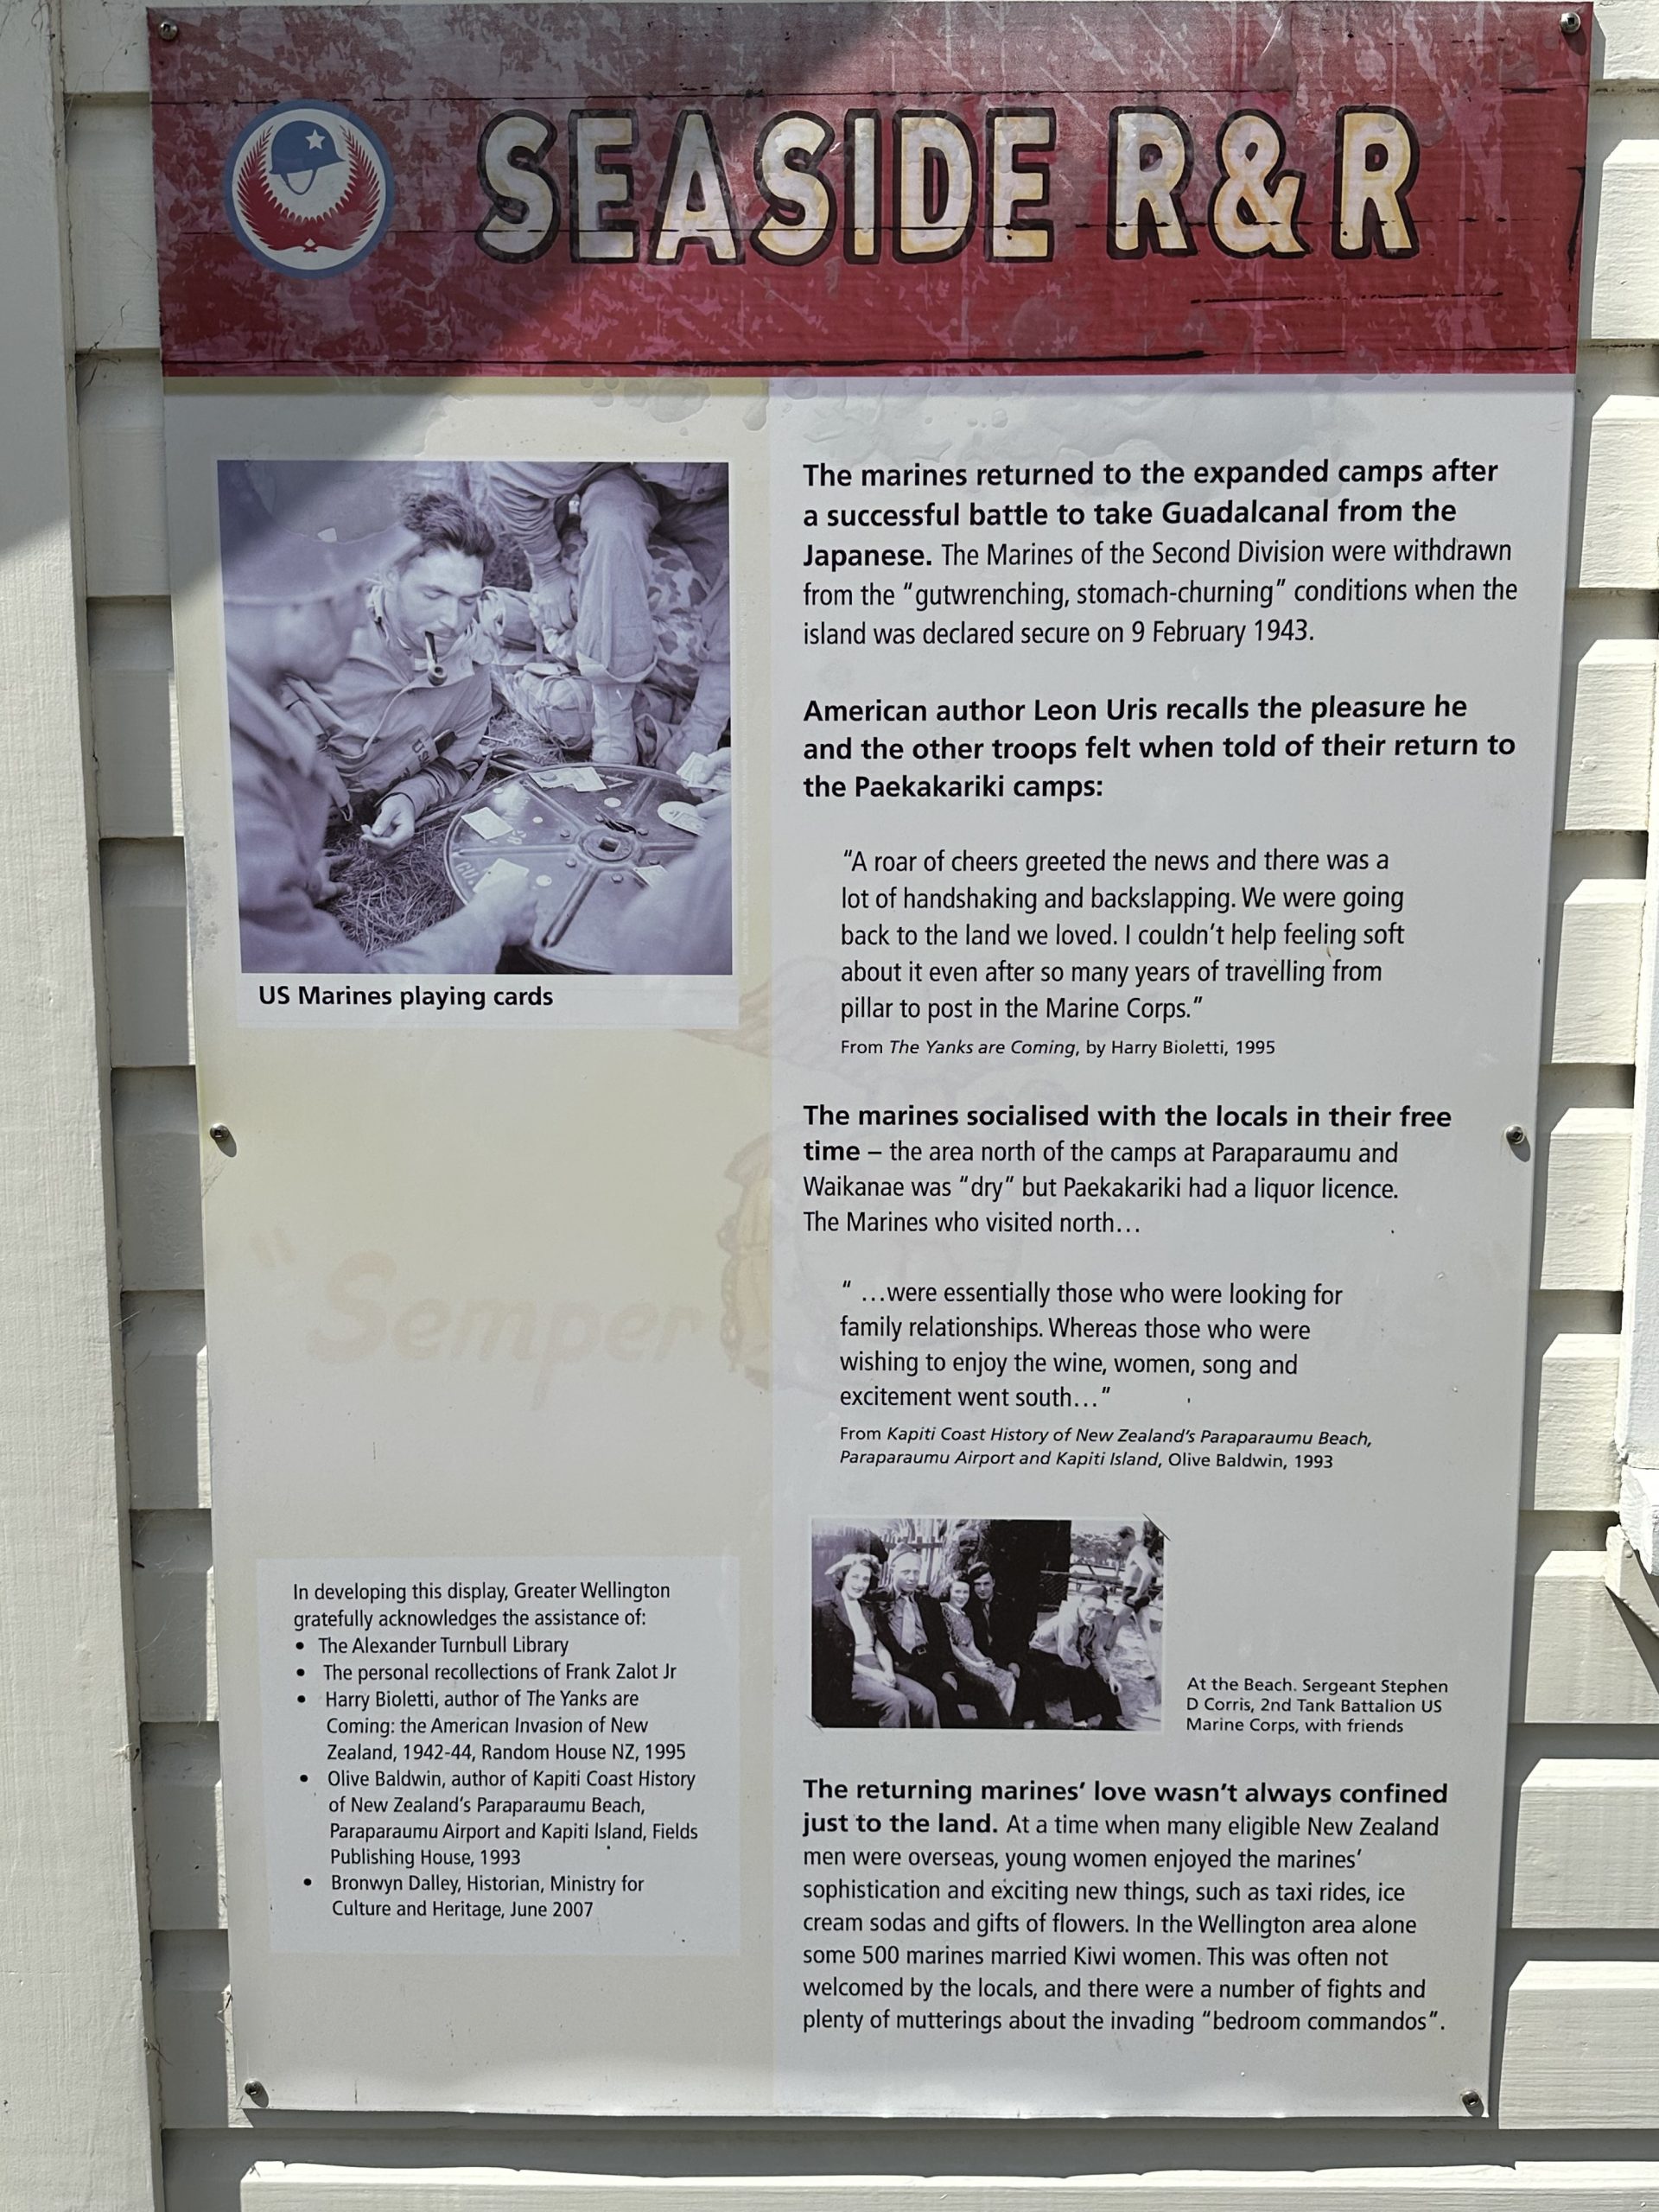 SEASIDE R&R
US Marines playing cards
"Semper
In developing this display, Greater Wellington
gratefully acknowledges the assistance of:
• The Alexander Turnbull Library
• The personal recollections of Frank Zalot Jr
• Harry Bioletti, author of The Yanks are
Coming: the American Invasion of New
Zealand, 1942-44, Random House NZ, 1995
• Olive Baldwin, author of Kapiti Coast History
of New Zealand's Paraparaumu Beach,
Paraparaumu Airport and Kapiti Island, Fields
Publishing House, 1993
• Bronwyn Dalley, Historian, Ministry for
Culture and Heritage, June 2007
The marines returned to the expanded camps after
a successful battle to take Guadalcanal from the
Japanese. The Marines of the Second Division were withdrawn
from the "gutwrenching, stomach-churning" conditions when the
island was declared secure on 9 February 1943.
American author Leon Uris recalls the pleasure he
and the other troops felt when told of their return to
the Paekakariki camps:
"A roar of cheers greeted the news and there was a
lot of handshaking and backslapping. We were going
back to the land we loved. I couldn't help feeling soft
about it even after so many years of travelling from
pillar to post in the Marine Corps."
From The Yanks are Coming, by Harry Bioletti, 1995
The marines socialised with the locals in their free
time – the area north of the camps at Paraparaumu and
Waikanae was "dry" but Paekakariki had a liquor licence.
The Marines who visited north…
" …were essentially those who were looking for
family relationships. Whereas those who were
wishing to enjoy the wine, women, song and
excitement went south…"
From Kapiti Coast History of New Zealand's Paraparaumu Beach,
Paraparaumu Airport and Kapiti Island, Olive Baldwin, 1993
At the Beach. Sergeant Stephen
D Corris, 2nd Tank Battalion US
Marine Corps, with friends
The returning marines' love wasn't always confined
just to the land. At a time when many eligible New Zealand
men were overseas, young women enjoyed the marines'
sophistication and exciting new things, such as taxi rides, ice
cream sodas and gifts of flowers. In the Wellington area alone
some 500 marines married Kiwi women. This was often not
welcomed by the locals, and there were a number of fights and
plenty of mutterings about the invading "bedroom commandos".